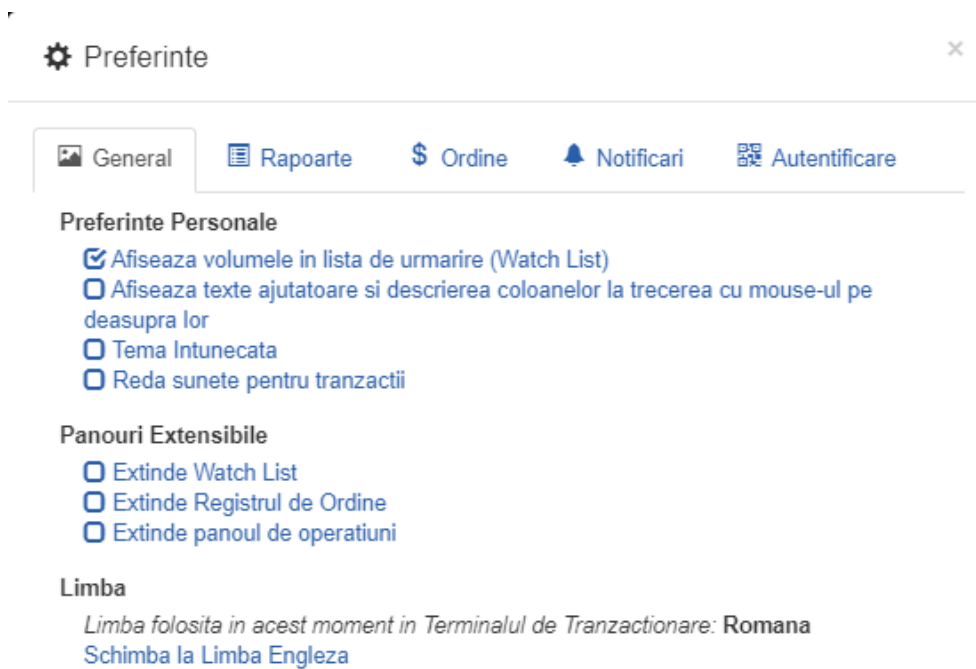 Preferinte
×
General
Rapoarte
$ Ordine
Notificari
Autentificare
Preferinte Personale
Afiseaza volumele in lista de urmarire (Watch List)
Afiseaza texte ajutatoare si descrierea coloanelor la trecerea cu mouse-ul pe
deasupra lor
Tema Intunecata
Reda sunete pentru tranzactii
Panouri Extensibile
Extinde Watch List
Extinde Registrul de Ordine
Extinde panoul de operatiuni
Limba
Limba folosita in acest moment in Terminalul de Tranzactionare: Romana
Schimba la Limba Engleza